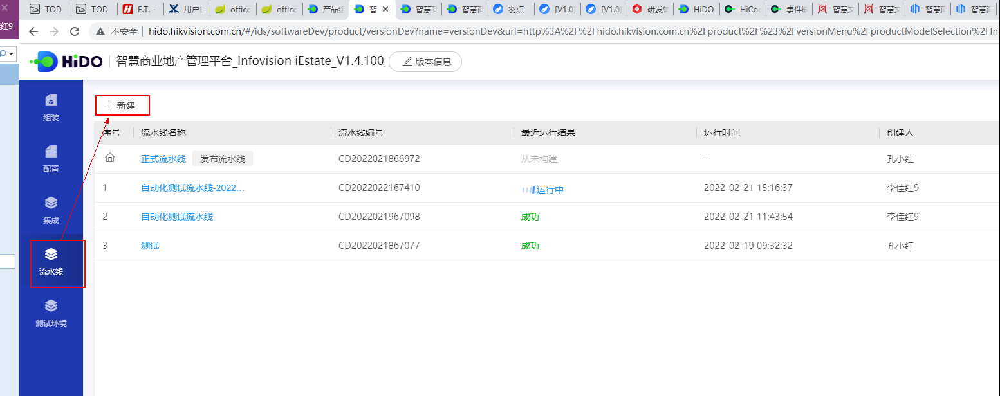 TOD TOD E.T. - 用户 office office 产品 智 智慧 智慧 羽点 - [V1.0] [V1.0] 研发 HiDO HiCo 事件 智慧 智慧 智慧 智慧
红9
不安全 hido.hikvision.com.cn/#/ids/softwareDev/product/versionDev?name=versionDev&url=http%3A%2F%2Fhido.hikvision.com.cn%2Fproduct%2F%23%2FversionMenu%2FproductModelSelection%2FInf
HiDO 智慧商业地产管理平台_Infovision iEstate_V1.4.100 版本信息
组装
配置
集成
流水线
测试环境
新建
序号 流水线名称 流水线编号 最近运行结果 运行时间 创建人
正式流水线 发布流水线 CD2022021866972 从未构建 - 孔小红
1 自动化测试流水线-2022... CD2022022167410 运行中 2022-02-21 15:16:37 李佳红9
2 自动化测试流水线 CD2022021967098 成功 2022-02-21 11:43:54 李佳红9
3 测试 CD2022021867077 成功 2022-02-19 09:32:32 孔小红